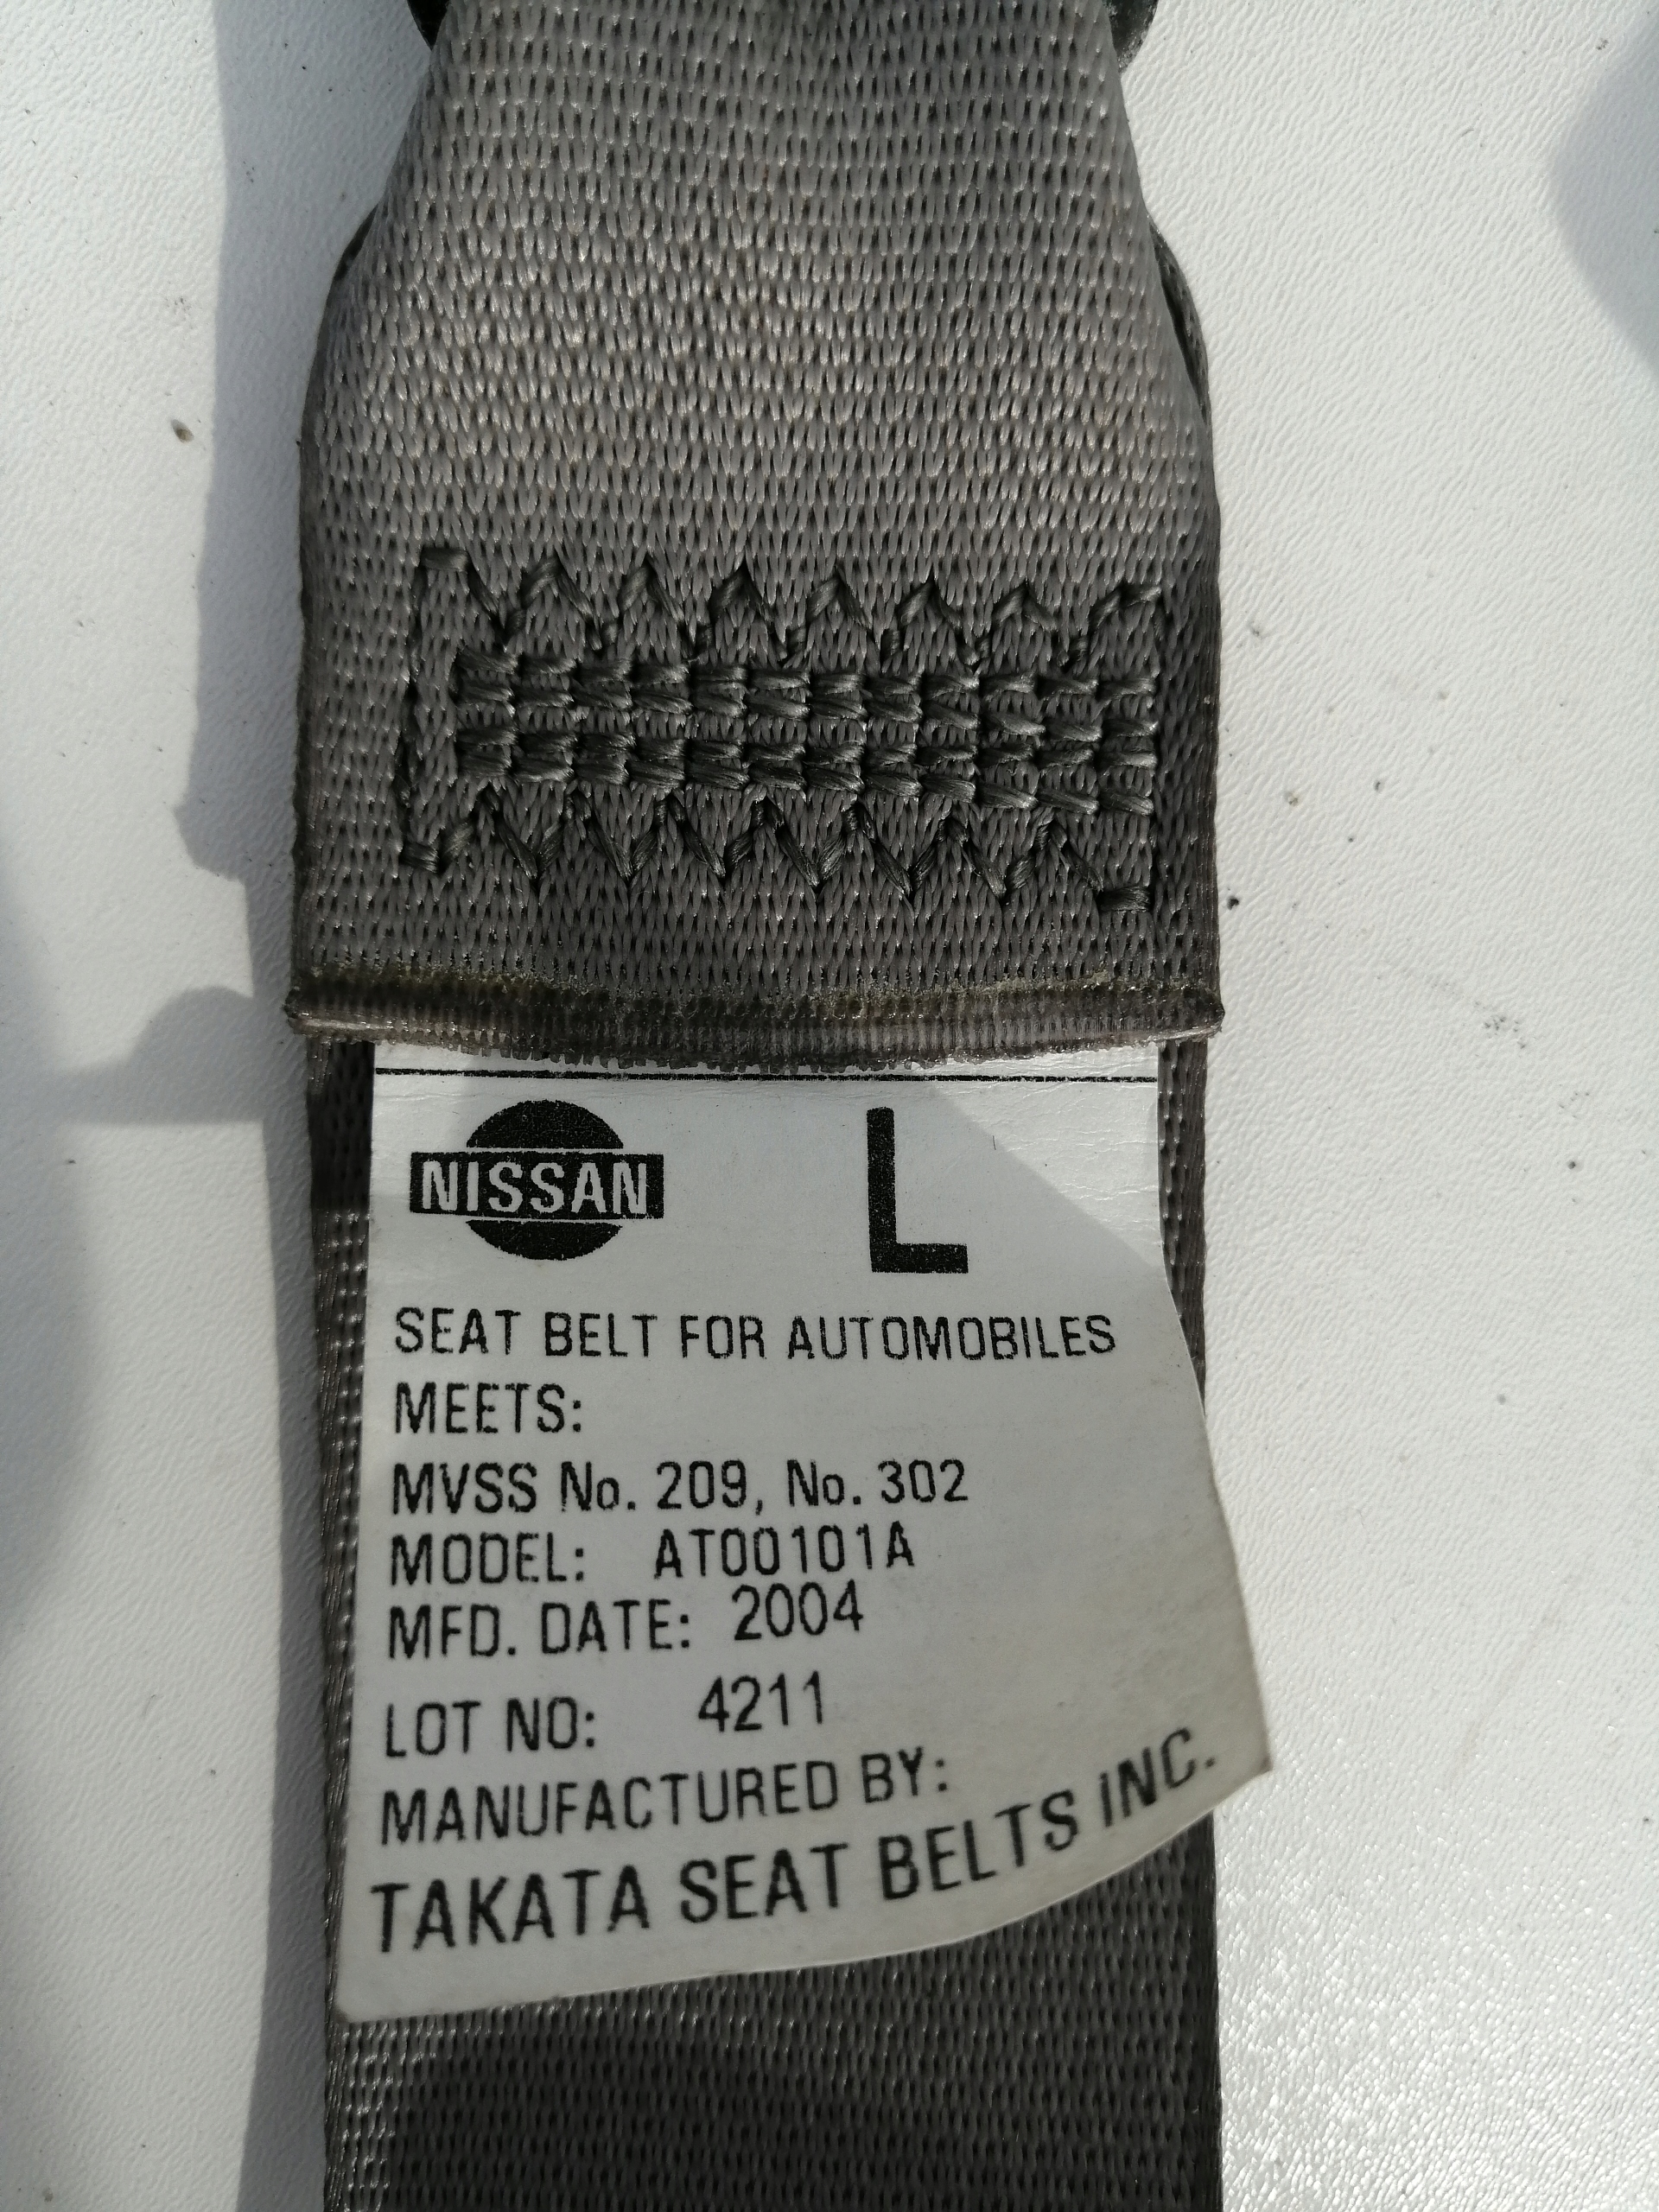 NISSAN L
SEAT BELT FOR AUTOMOBILES
MEETS:
MVSS No. 209, No. 302
MODEL: AT00101A
MFD. DATE: 2004
LOT NO: 4211
MANUFACTURED BY:
TAKATA SEAT BELTS INC.